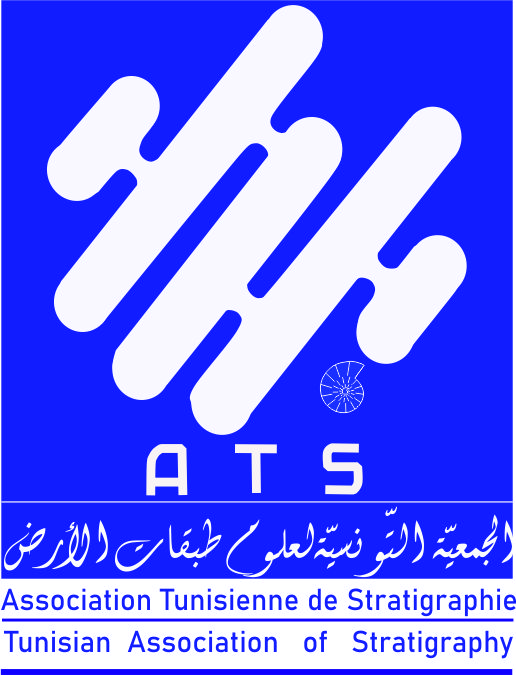 ATS
الجمعيّة التّونسيّة لعلوم طبقات الأرض
Association Tunisienne de Stratigraphie
Tunisian Association of Stratigraphy